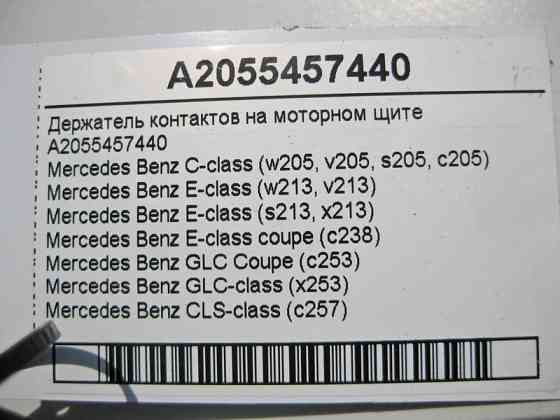 A2055457440
Держатель контактов на моторном щите
A2055457440
Mercedes Benz C-class (w205, v205, s205, c205)
Mercedes Benz E-class (w213, v213)
Mercedes Benz E-class (s213, x213)
Mercedes Benz E-class coupe (c238)
Mercedes Benz GLC Coupe (c253)
Mercedes Benz GLC-class (x253)
Mercedes Benz CLS-class (c257)